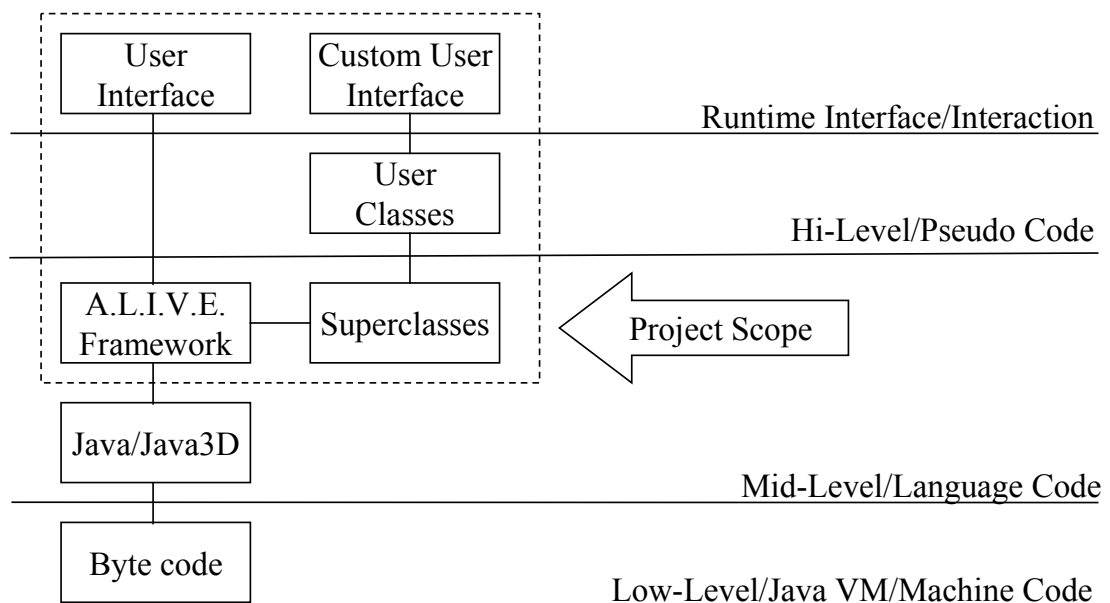 User
Interface
Custom User
Interface
Runtime Interface/Interaction
User
Classes
Hi-Level/Pseudo Code
A.L.I.V.E.
Framework
Superclasses
Project Scope
Java/Java3D
Mid-Level/Language Code
Byte code
Low-Level/Java VM/Machine Code